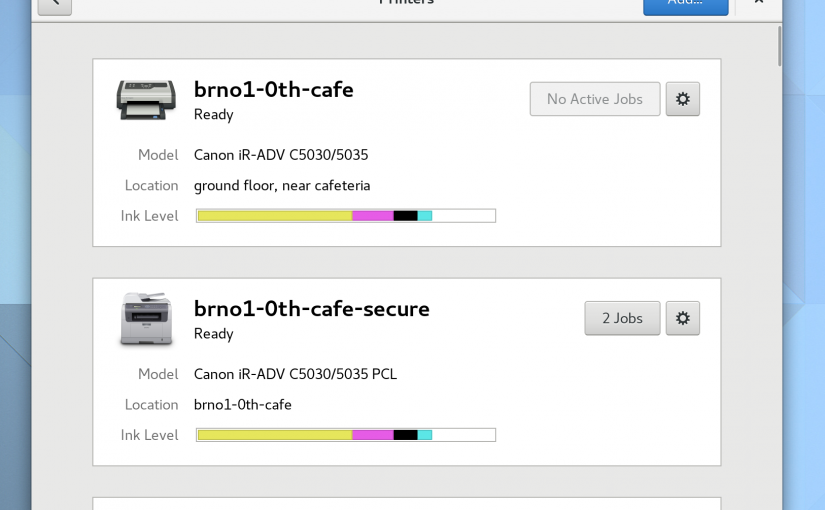 Printers
Add...
brno1-0th-cafe
Ready
No Active Jobs
Model Canon iR-ADV C5030/5035
Location ground floor, near cafeteria
Ink Level
brno1-0th-cafe-secure
Ready
2 Jobs
Model Canon iR-ADV C5030/5035 PCL
Location brno1-0th-cafe
Ink Level